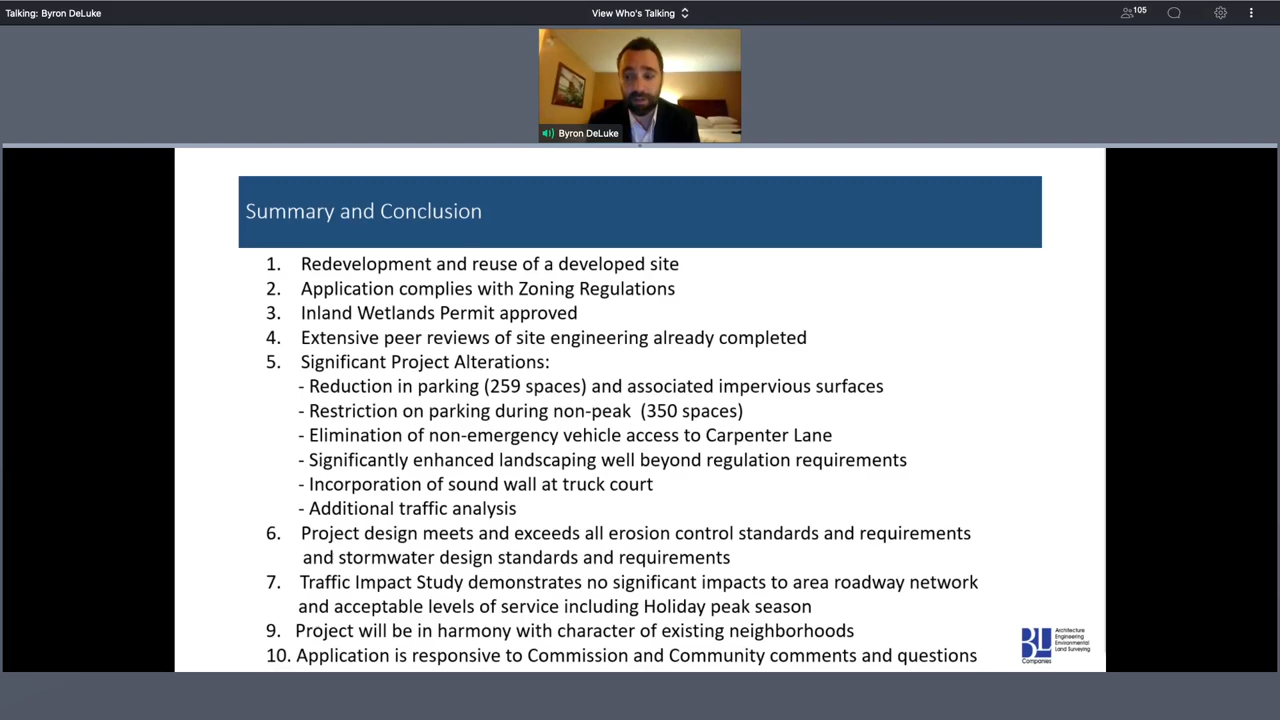 Talking: Byron DeLuke
View Who's Talking
105
Byron DeLuke
Summary and Conclusion
1. Redevelopment and reuse of a developed site
2. Application complies with Zoning Regulations
3. Inland Wetlands Permit approved
4. Extensive peer reviews of site engineering already completed
5. Significant Project Alterations:
- Reduction in parking (259 spaces) and associated impervious surfaces
- Restriction on parking during non-peak (350 spaces)
- Elimination of non-emergency vehicle access to Carpenter Lane
- Significantly enhanced landscaping well beyond regulation requirements
- Incorporation of sound wall at truck court
- Additional traffic analysis
6. Project design meets and exceeds all erosion control standards and requirements
and stormwater design standards and requirements
7. Traffic Impact Study demonstrates no significant impacts to area roadway network
and acceptable levels of service including Holiday peak season
9. Project will be in harmony with character of existing neighborhoods
10. Application is responsive to Commission and Community comments and questions
BL
Companies
Architecture
Engineering
Environmental
Land Surveying